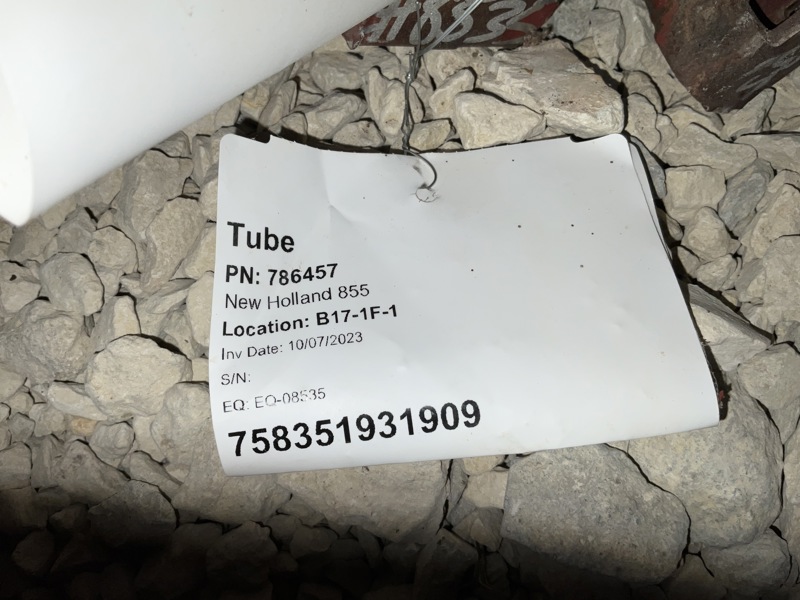 H883
Tube
PN: 786457
New Holland 855
Location: B17-1F-1
Inv Date: 10/07/2023
S/N:
EQ: EQ-08535
758351931909